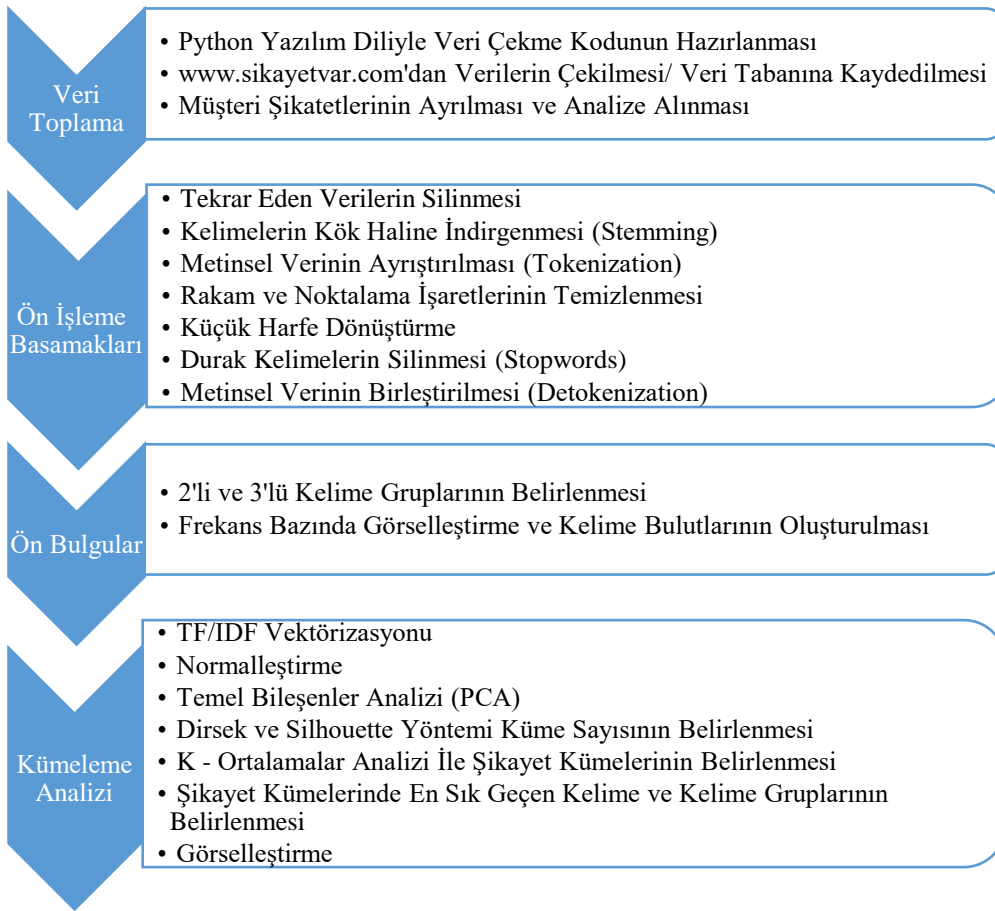 Veri
Toplama
• Python Yazılım Diliyle Veri Çekme Kodunun Hazırlanması
• www.sikayetvar.com'dan Verilerin Çekilmesi/ Veri Tabanına Kaydedilmesi
• Müşteri Şikatetlerinin Ayrılması ve Analize Alınması
Ön İşleme
Basamakları
• Tekrar Eden Verilerin Silinmesi
• Kelimelerin Kök Haline İndirgenmesi (Stemming)
• Metinsel Verinin Ayrıştırılması (Tokenization)
• Rakam ve Noktalama İşaretlerinin Temizlenmesi
• Küçük Harfe Dönüştürme
• Durak Kelimelerin Silinmesi (Stopwords)
• Metinsel Verinin Birleştirilmesi (Detokenization)
Ön Bulgular
• 2'li ve 3'lü Kelime Gruplarının Belirlenmesi
• Frekans Bazında Görselleştirme ve Kelime Bulutlarının Oluşturulması
Kümeleme
Analizi
• TF/IDF Vektörizasyonu
• Normalleştirme
• Temel Bileşenler Analizi (PCA)
• Dirsek ve Silhouette Yöntemi Küme Sayısının Belirlenmesi
• K - Ortalamalar Analizi İle Şikayet Kümelerinin Belirlenmesi
• Şikayet Kümelerinde En Sık Geçen Kelime ve Kelime Gruplarının
Belirlenmesi
• Görselleştirme